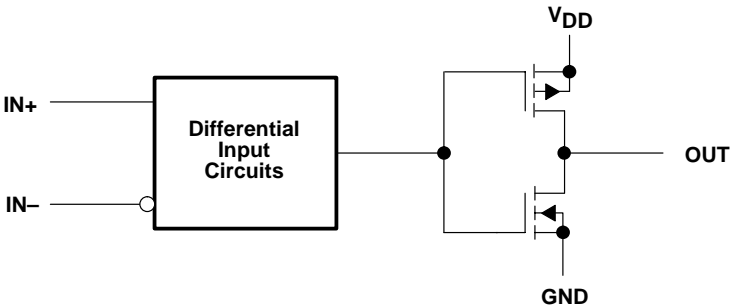 VDD
IN+
Differential
Input
Circuits
OUT
IN–
GND